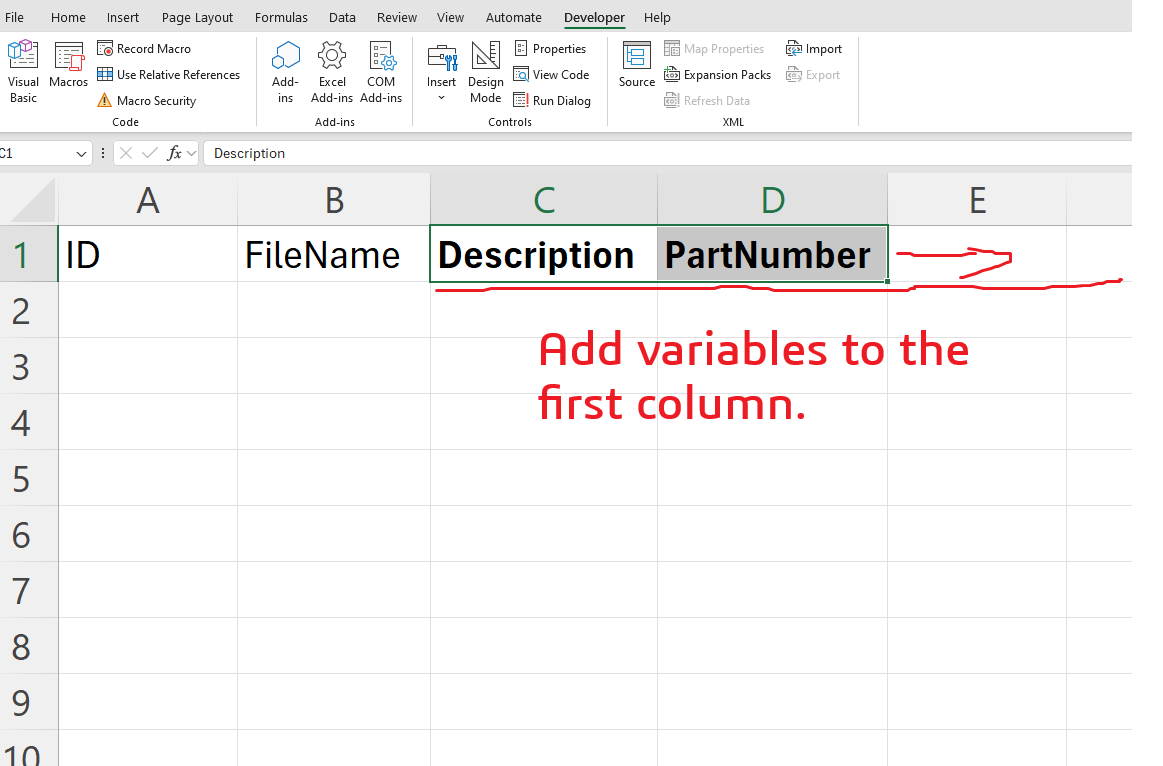 File Home Insert Page Layout Formulas Data Review View Automate Developer Help
Visual Basic
Macros
Record Macro
Use Relative References
Macro Security
Code
Add-ins
Excel Add-ins
COM Add-ins
Add-ins
Insert
Design Mode
Properties
View Code
Run Dialog
Controls
Source
Map Properties
Expansion Packs
Refresh Data
Import
Export
XML
C1 fx Description
A B C D E
1 ID FileName Description PartNumber
2
3
Add variables to the
first column.
4
5
6
7
8
9
10